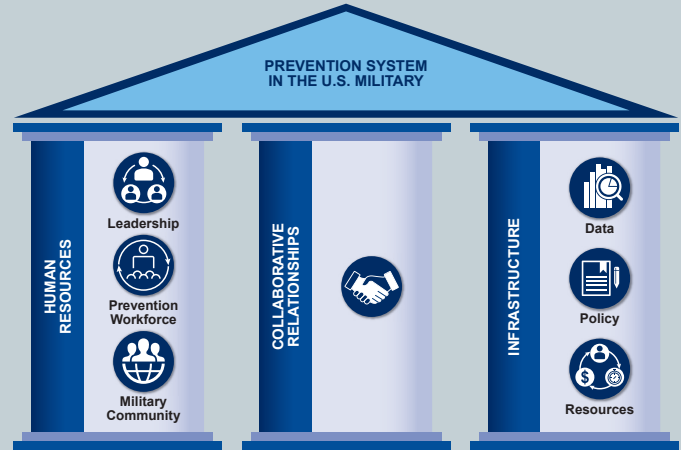 PREVENTION SYSTEM
IN THE U.S. MILITARY
HUMAN
RESOURCES
Leadership
Prevention
Workforce
Military
Community
COLLABORATIVE
RELATIONSHIPS
INFRASTRUCTURE
Data
Policy
$
Resources